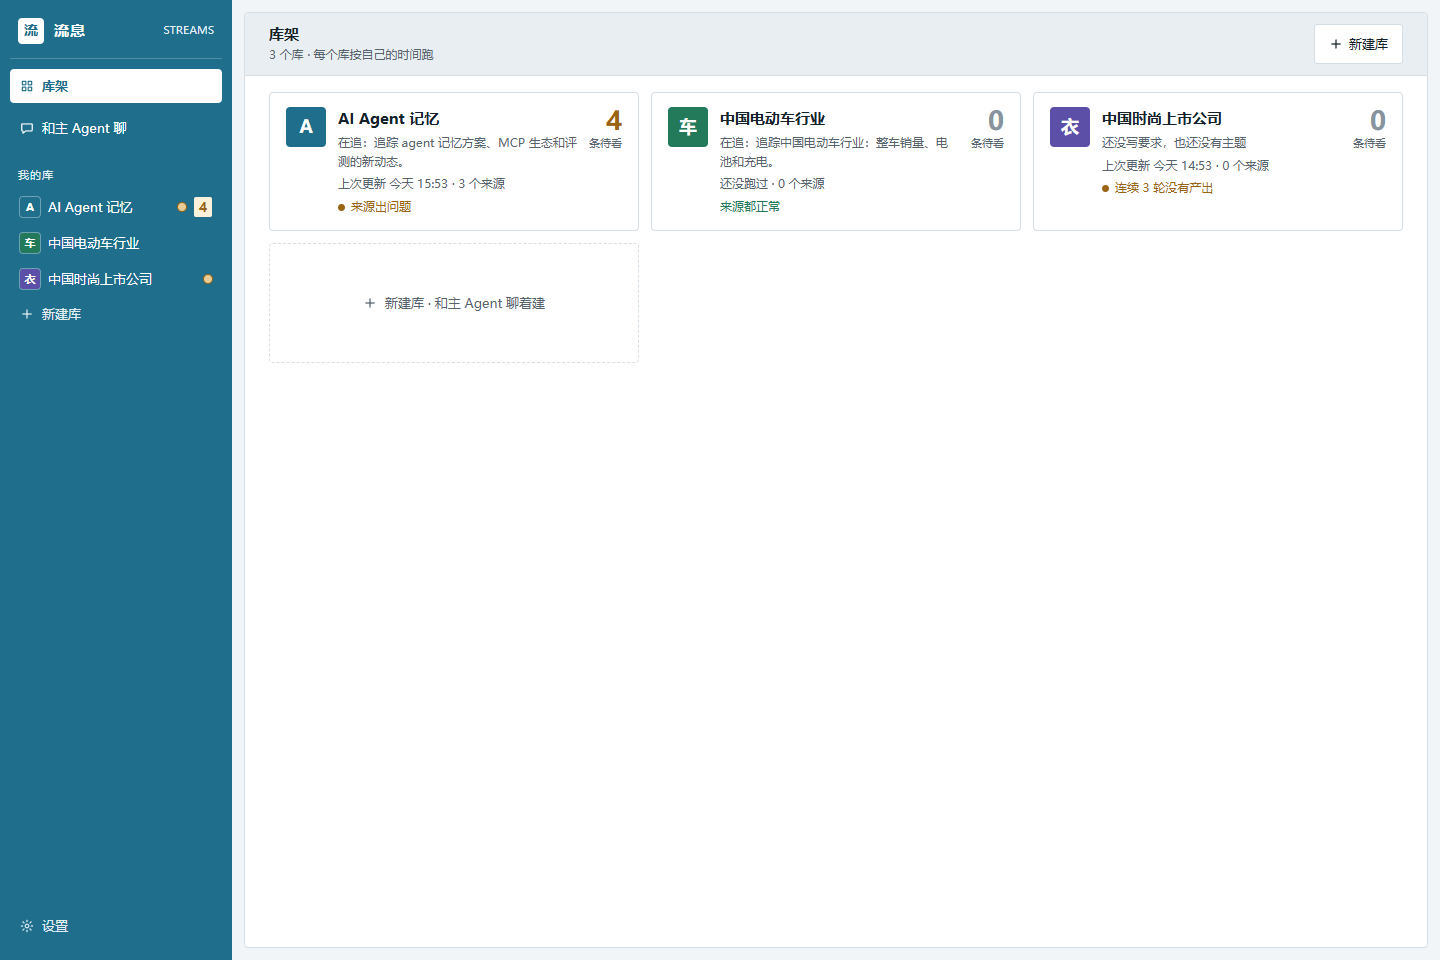 流 流息 STREAMS
库架
和主 Agent 聊
我的库
A AI Agent 记忆 4
车 中国电动车行业
衣 中国时尚上市公司
新建库
设置
库架
3 个库 · 每个库按自己的时间跑
新建库
A
AI Agent 记忆
在追：追踪 agent 记忆方案、MCP 生态和评
测的新动态。
上次更新 今天 15:53 · 3 个来源
来源出问题
4
条待看
车
中国电动车行业
在追：追踪中国电动车行业：整车销量、电
池和充电。
还没跑过 · 0 个来源
来源都正常
0
条待看
衣
中国时尚上市公司
还没写要求，也还没有主题
上次更新 今天 14:53 · 0 个来源
连续 3 轮没有产出
0
条待看
新建库 · 和主 Agent 聊着建